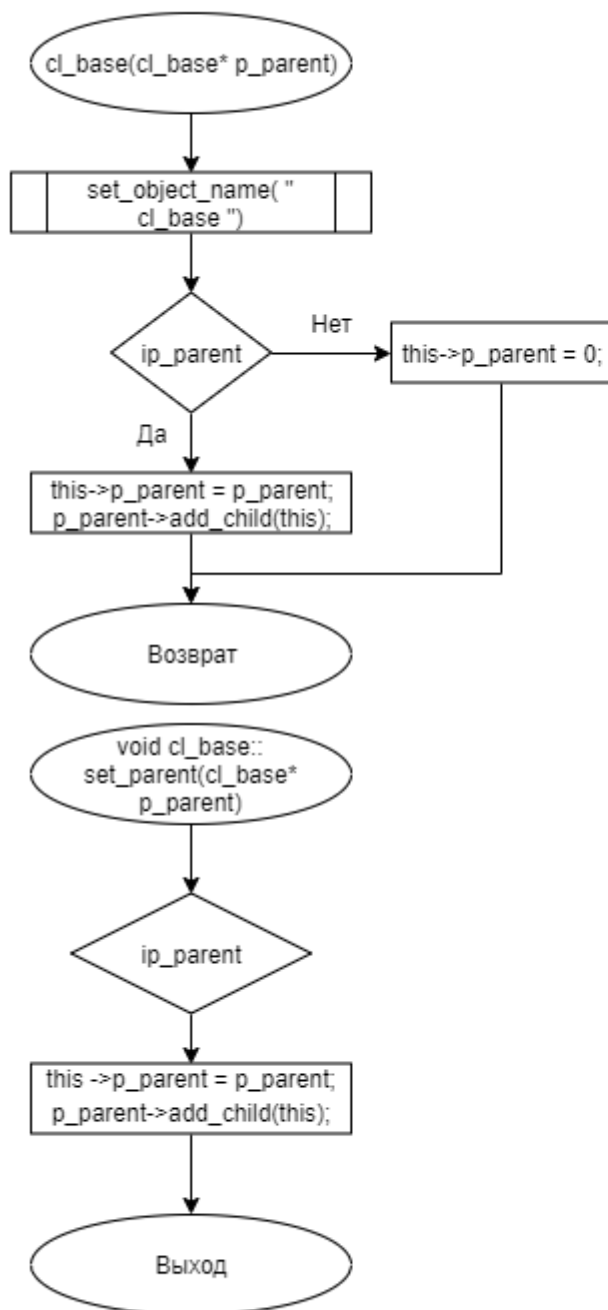 cl_base(cl_base* p_parent)
set_object_name( "
cl_base ")
ip_parent
Нет
this->p_parent = 0;
Да
this->p_parent = p_parent;
p_parent->add_child(this);
Возврат
void cl_base::
set_parent(cl_base*
p_parent)
ip_parent
this ->p_parent = p_parent;
p_parent->add_child(this);
Выход